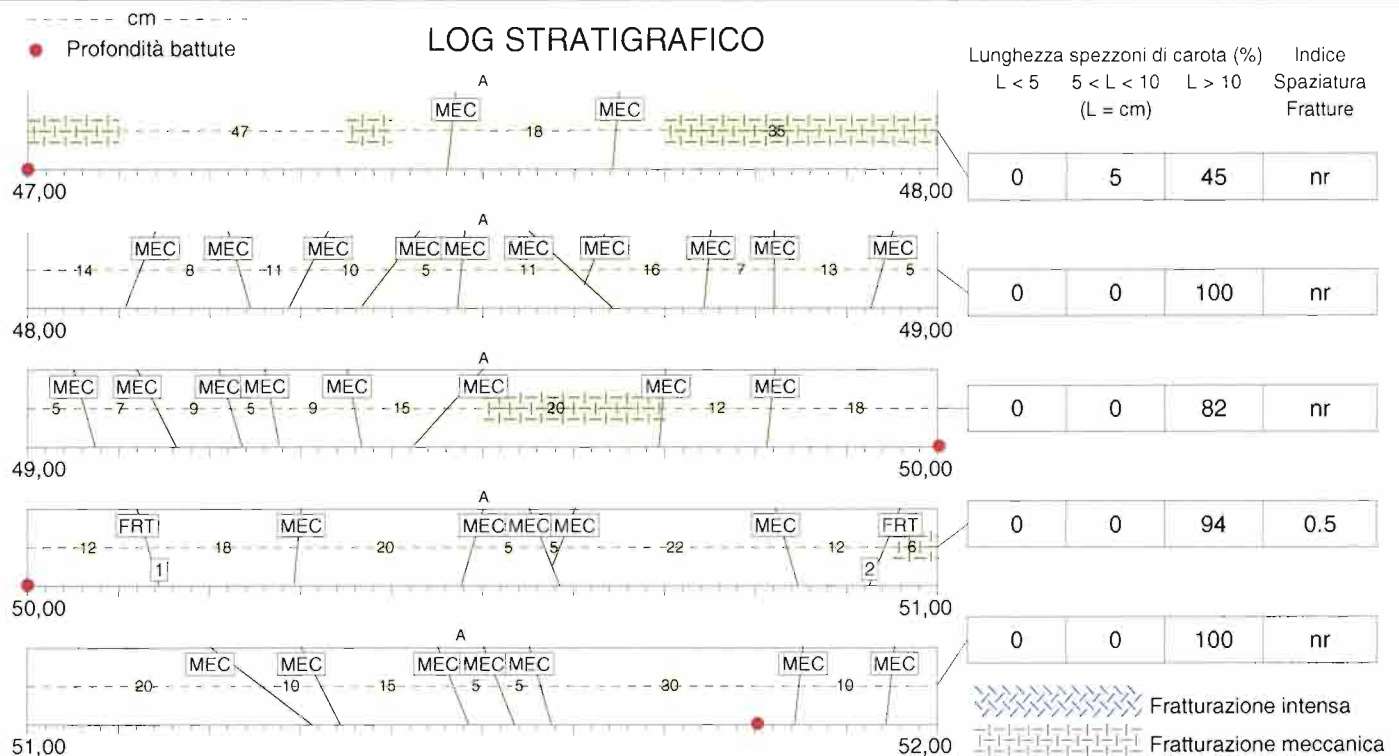 cm
Profondità battute
LOG STRATIGRAFICO
Lunghezza spezzoni di carota (%) Indice
L < 5 5 < L < 10 L > 10 Spaziatura
(L = cm) Fratture
A
MEC MEC
47 18 35
47,00 48,00
0 5 45 nr
A
MEC MEC MEC MEC MEC MEC MEC MEC MEC MEC
14 8 11 10 5 11 16 7 13 5
48,00 49,00
0 0 100 nr
A
MEC MEC MEC MEC MEC MEC MEC MEC
5 7 9 5 9 15 20 12 18
49,00 50,00
0 0 82 nr
A
FRT MEC MEC MEC MEC MEC FRT
12 18 20 5 5 22 12 6
1 2
50,00 51,00
0 0 94 0.5
A
MEC MEC MEC MEC MEC MEC MEC
20 10 15 5 5 30 10
51,00 52,00
0 0 100 nr
Fratturazione intensa
Fratturazione meccanica